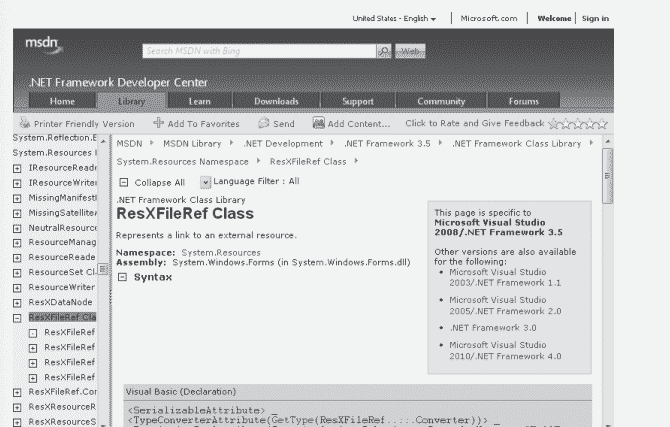 United States - English | Microsoft.com | Welcome | Sign in
msdn
Search MSDN with Bing Web
.NET Framework Developer Center
Home Library Learn Downloads Support Community Forums
Printer Friendly Version Add To Favorites Send Add Content... Click to Rate and Give Feedback
System.Reflection.E
System.Resources
IResourceReade
IResourceWriter
MissingManifest
MissingSatellite
NeutralResource
ResourceManag
ResourceReade
ResourceSet Cl
ResourceWriter
ResXDataNode
ResXFileRef Cla
ResXFileRef
ResXFileRef
ResXFileRef
ResXFileRef
ResXFileRef.Con
ResXResourceR
ResXResourceS
MSDN MSDN Library .NET Development .NET Framework 3.5 .NET Framework Class Library
System.Resources Namespace ResXFileRef Class
Collapse All Language Filter : All
.NET Framework Class Library
ResXFileRef Class
Represents a link to an external resource.
Namespace: System.Resources
Assembly: System.Windows.Forms (in System.Windows.Forms.dll)
Syntax
This page is specific to
Microsoft Visual Studio
2008/.NET Framework 3.5
Other versions are also available
for the following:
• Microsoft Visual Studio
2003/.NET Framework 1.1
• Microsoft Visual Studio
2005/.NET Framework 2.0
• .NET Framework 3.0
• Microsoft Visual Studio
2010/.NET Framework 4.0
Visual Basic (Declaration)
<SerializableAttribute> _
<TypeConverterAttribute(GetType(ResXFileRef..::.Converter))> _